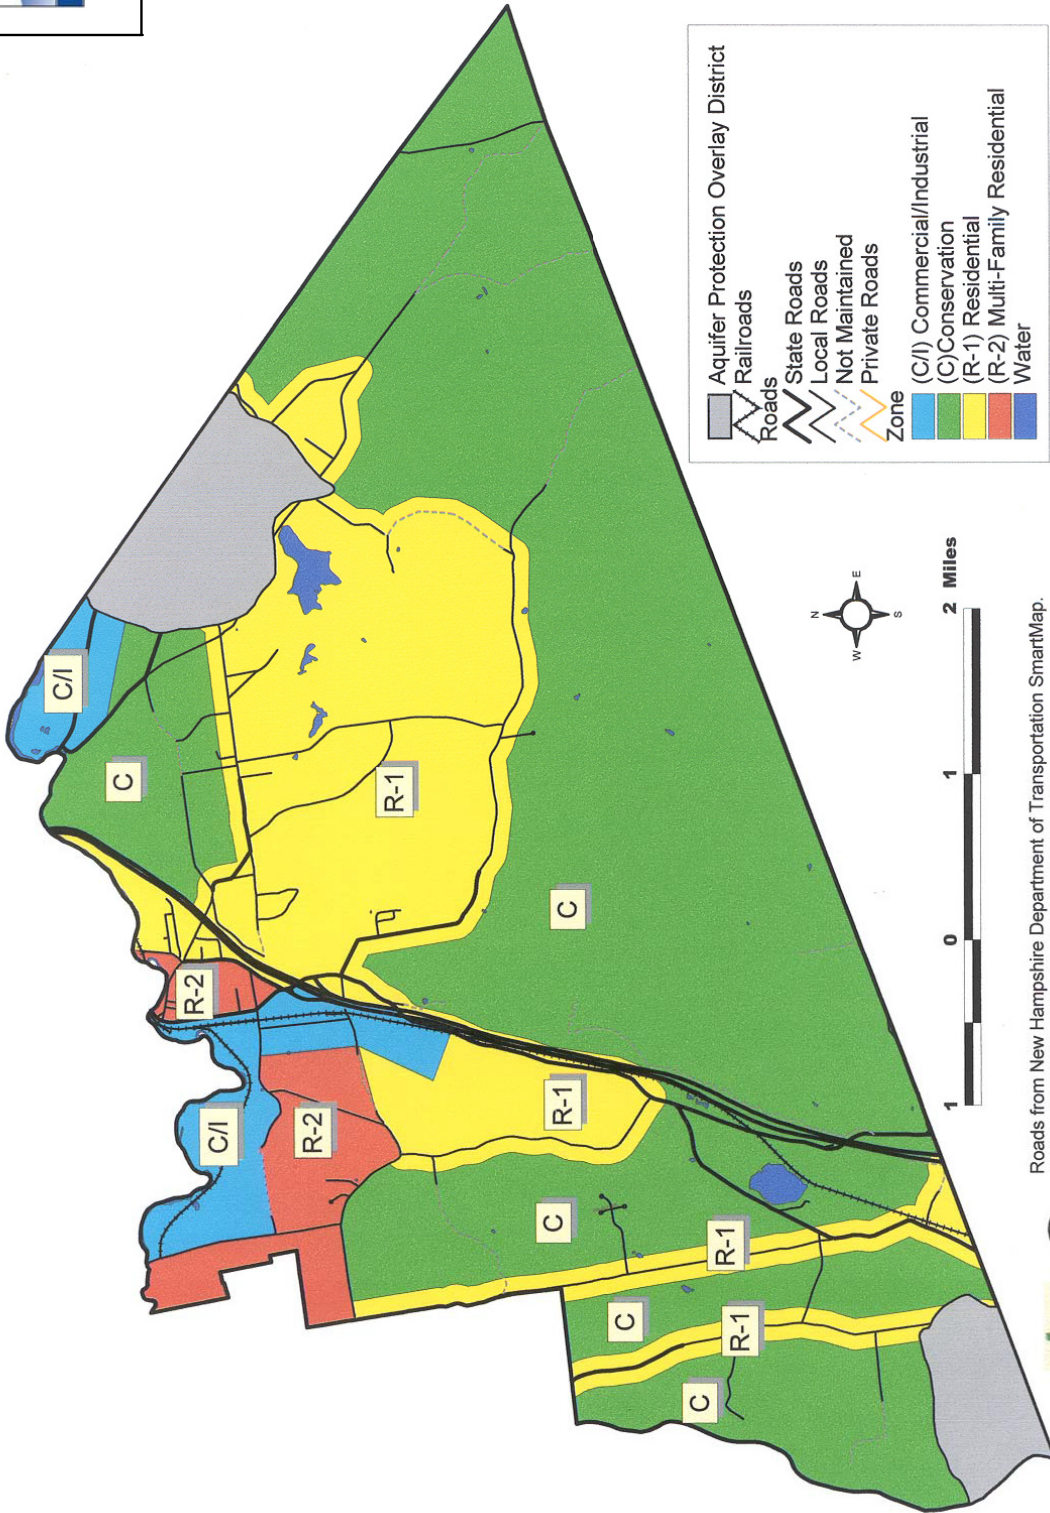 C/I
C
R-2
C/I
R-2
R-1
C
R-1
C
C
C
R-1
R-1
Aquifer Protection Overlay District
Railroads
Roads
State Roads
Local Roads
Not Maintained
Private Roads
Zone
(C/I) Commercial/Industrial
(C)Conservation
(R-1) Residential
(R-2) Multi-Family Residential
Water
N
W E
S
1 0 1 2 Miles
Roads from New Hampshire Department of Transportation SmartMap.